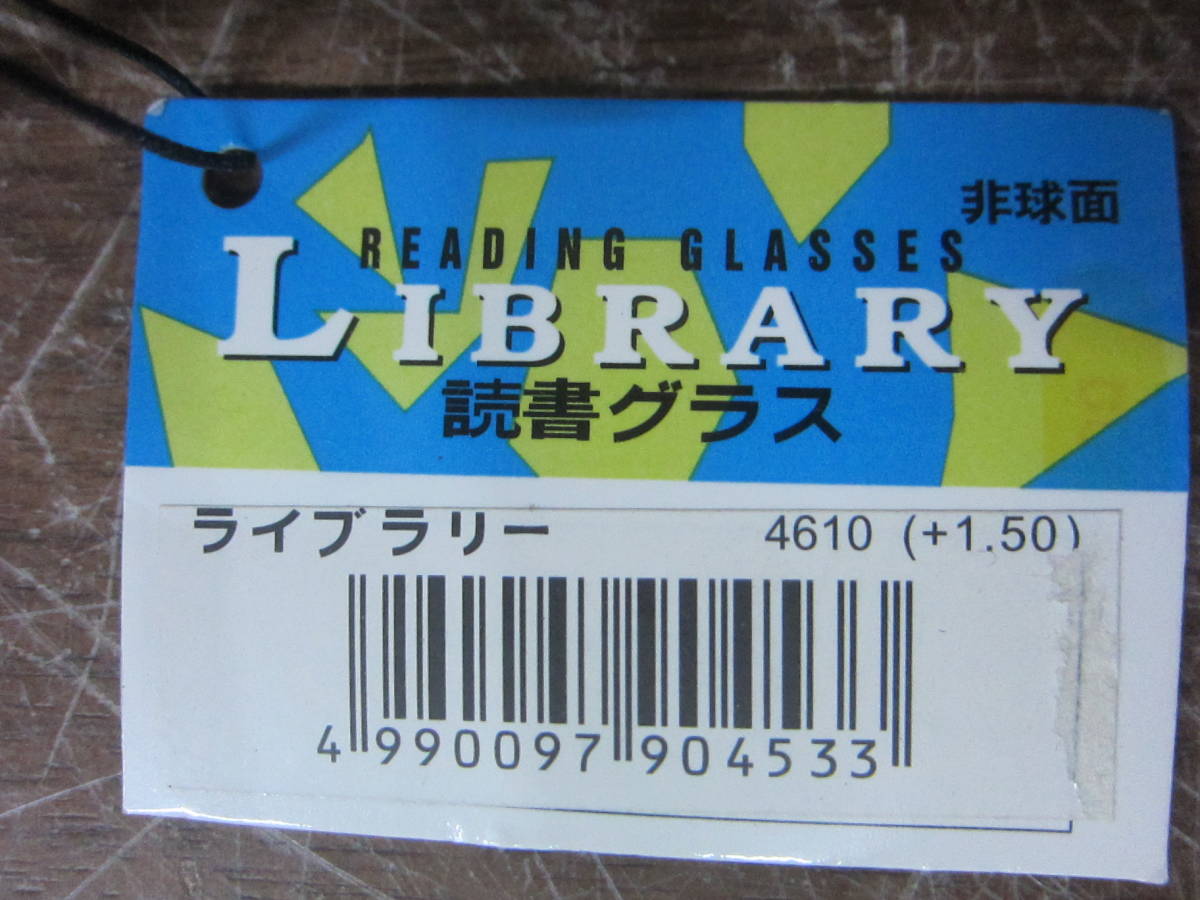 非球面
READING GLASSES
LIBRARY
読書グラス
ライブラリー 4610 (+1.50)
4 990097 904533